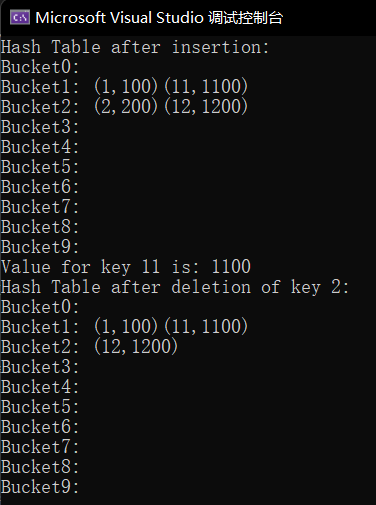 Microsoft Visual Studio 调试控制台
Hash Table after insertion:
Bucket0:
Bucket1: (1,100)(11,1100)
Bucket2: (2,200)(12,1200)
Bucket3:
Bucket4:
Bucket5:
Bucket6:
Bucket7:
Bucket8:
Bucket9:
Value for key 11 is: 1100
Hash Table after deletion of key 2:
Bucket0:
Bucket1: (1,100)(11,1100)
Bucket2: (12,1200)
Bucket3:
Bucket4:
Bucket5:
Bucket6:
Bucket7:
Bucket8:
Bucket9: